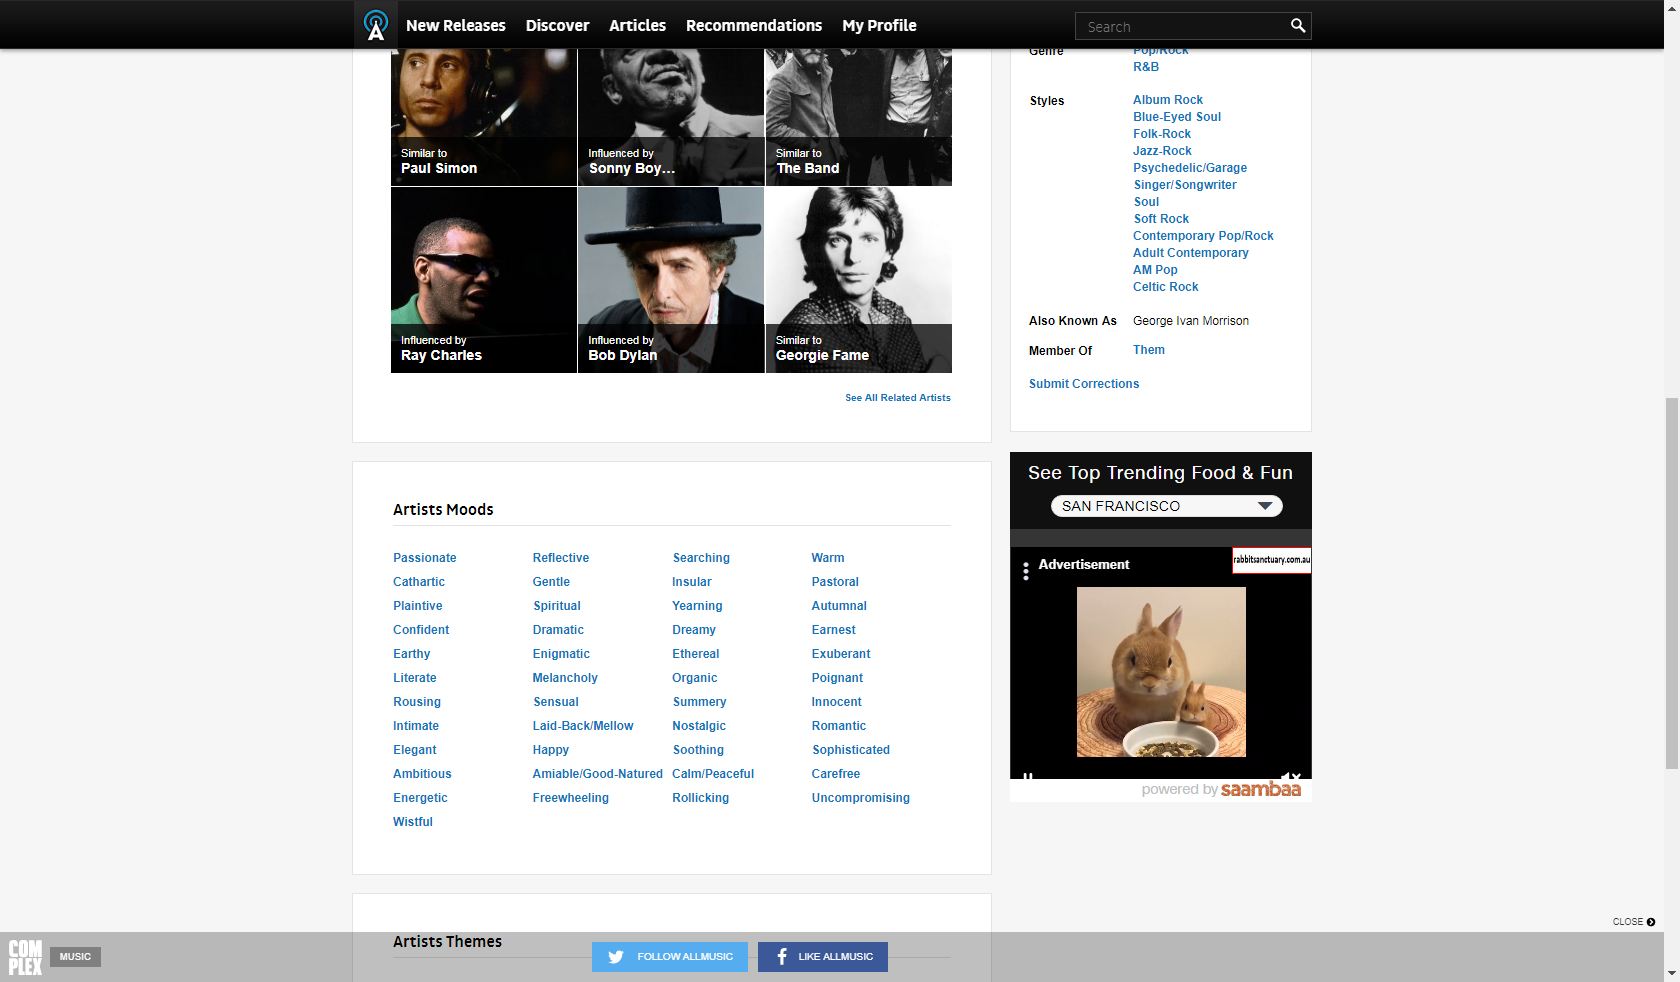 New Releases
Discover
Articles
Recommendations
My Profile
Search
Similar to
Paul Simon
Influenced by
Sonny Boy...
Similar to
The Band
Influenced by
Ray Charles
Influenced by
Bob Dylan
Similar to
Georgie Fame
See All Related Artists
Genre
Pop/Rock
R&B
Styles
Album Rock
Blue-Eyed Soul
Folk-Rock
Jazz-Rock
Psychedelic/Garage
Singer/Songwriter
Soul
Soft Rock
Contemporary Pop/Rock
Adult Contemporary
AM Pop
Celtic Rock
Also Known As
George Ivan Morrison
Member Of
Them
Submit Corrections
See Top Trending Food & Fun
SAN FRANCISCO
Advertisement
rabbitsanctuary.com.au
powered by saambaa
Artists Moods
Passionate
Reflective
Searching
Warm
Cathartic
Gentle
Insular
Pastoral
Plaintive
Spiritual
Yearning
Autumnal
Confident
Dramatic
Dreamy
Earnest
Earthy
Enigmatic
Ethereal
Exuberant
Literate
Melancholy
Organic
Poignant
Rousing
Sensual
Summery
Innocent
Intimate
Laid-Back/Mellow
Nostalgic
Romantic
Elegant
Happy
Soothing
Sophisticated
Ambitious
Amiable/Good-Natured
Calm/Peaceful
Carefree
Energetic
Freewheeling
Rollicking
Uncompromising
Wistful
Artists Themes
CLOSE
COM
PLEX
MUSIC
FOLLOW ALLMUSIC
LIKE ALLMUSIC